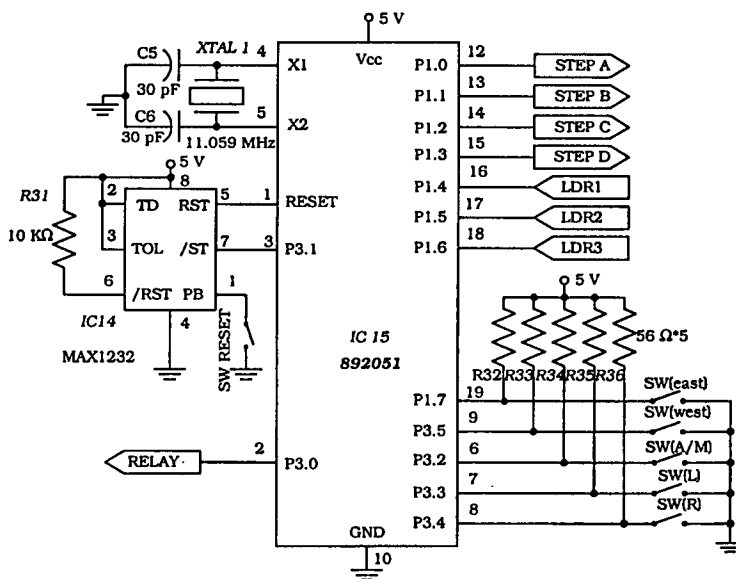 5 V
C5
30 pF
XTAL 1
4
C6
30 pF
5
11.059 MHz
X1
X2
Vcc
5 V
8
R31
10 KΩ
2
TD
RST
5
1
RESET
3
TOL
/ST
7
3
P3.1
6
/RST
PB
1
IC14
4
MAX1232
SW RESET
IC 15
892051
RELAY
2
P3.0
GND
10
P1.0
12
STEP A
P1.1
13
STEP B
P1.2
14
STEP C
P1.3
15
STEP D
P1.4
16
LDR1
P1.5
17
LDR2
P1.6
18
LDR3
5 V
56 Ω*5
R32
R33
R34
R35
R36
P1.7
19
SW(east)
P3.5
9
SW(west)
P3.2
6
SW(A/M)
P3.3
7
SW(L)
P3.4
8
SW(R)